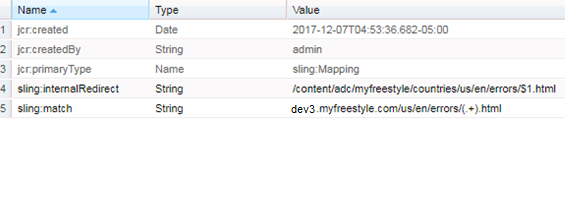 Name Type Value
1 jcr:created Date 2017-12-07T04:53:36.682-05:00
2 jcr:createdBy String admin
3 jcr:primaryType Name sling:Mapping
4 sling:internalRedirect String /content/adc/myfreestyle/countries/us/en/errors/$1.html
5 sling:match String dev3.myfreestyle.com/us/en/errors/(.+).html